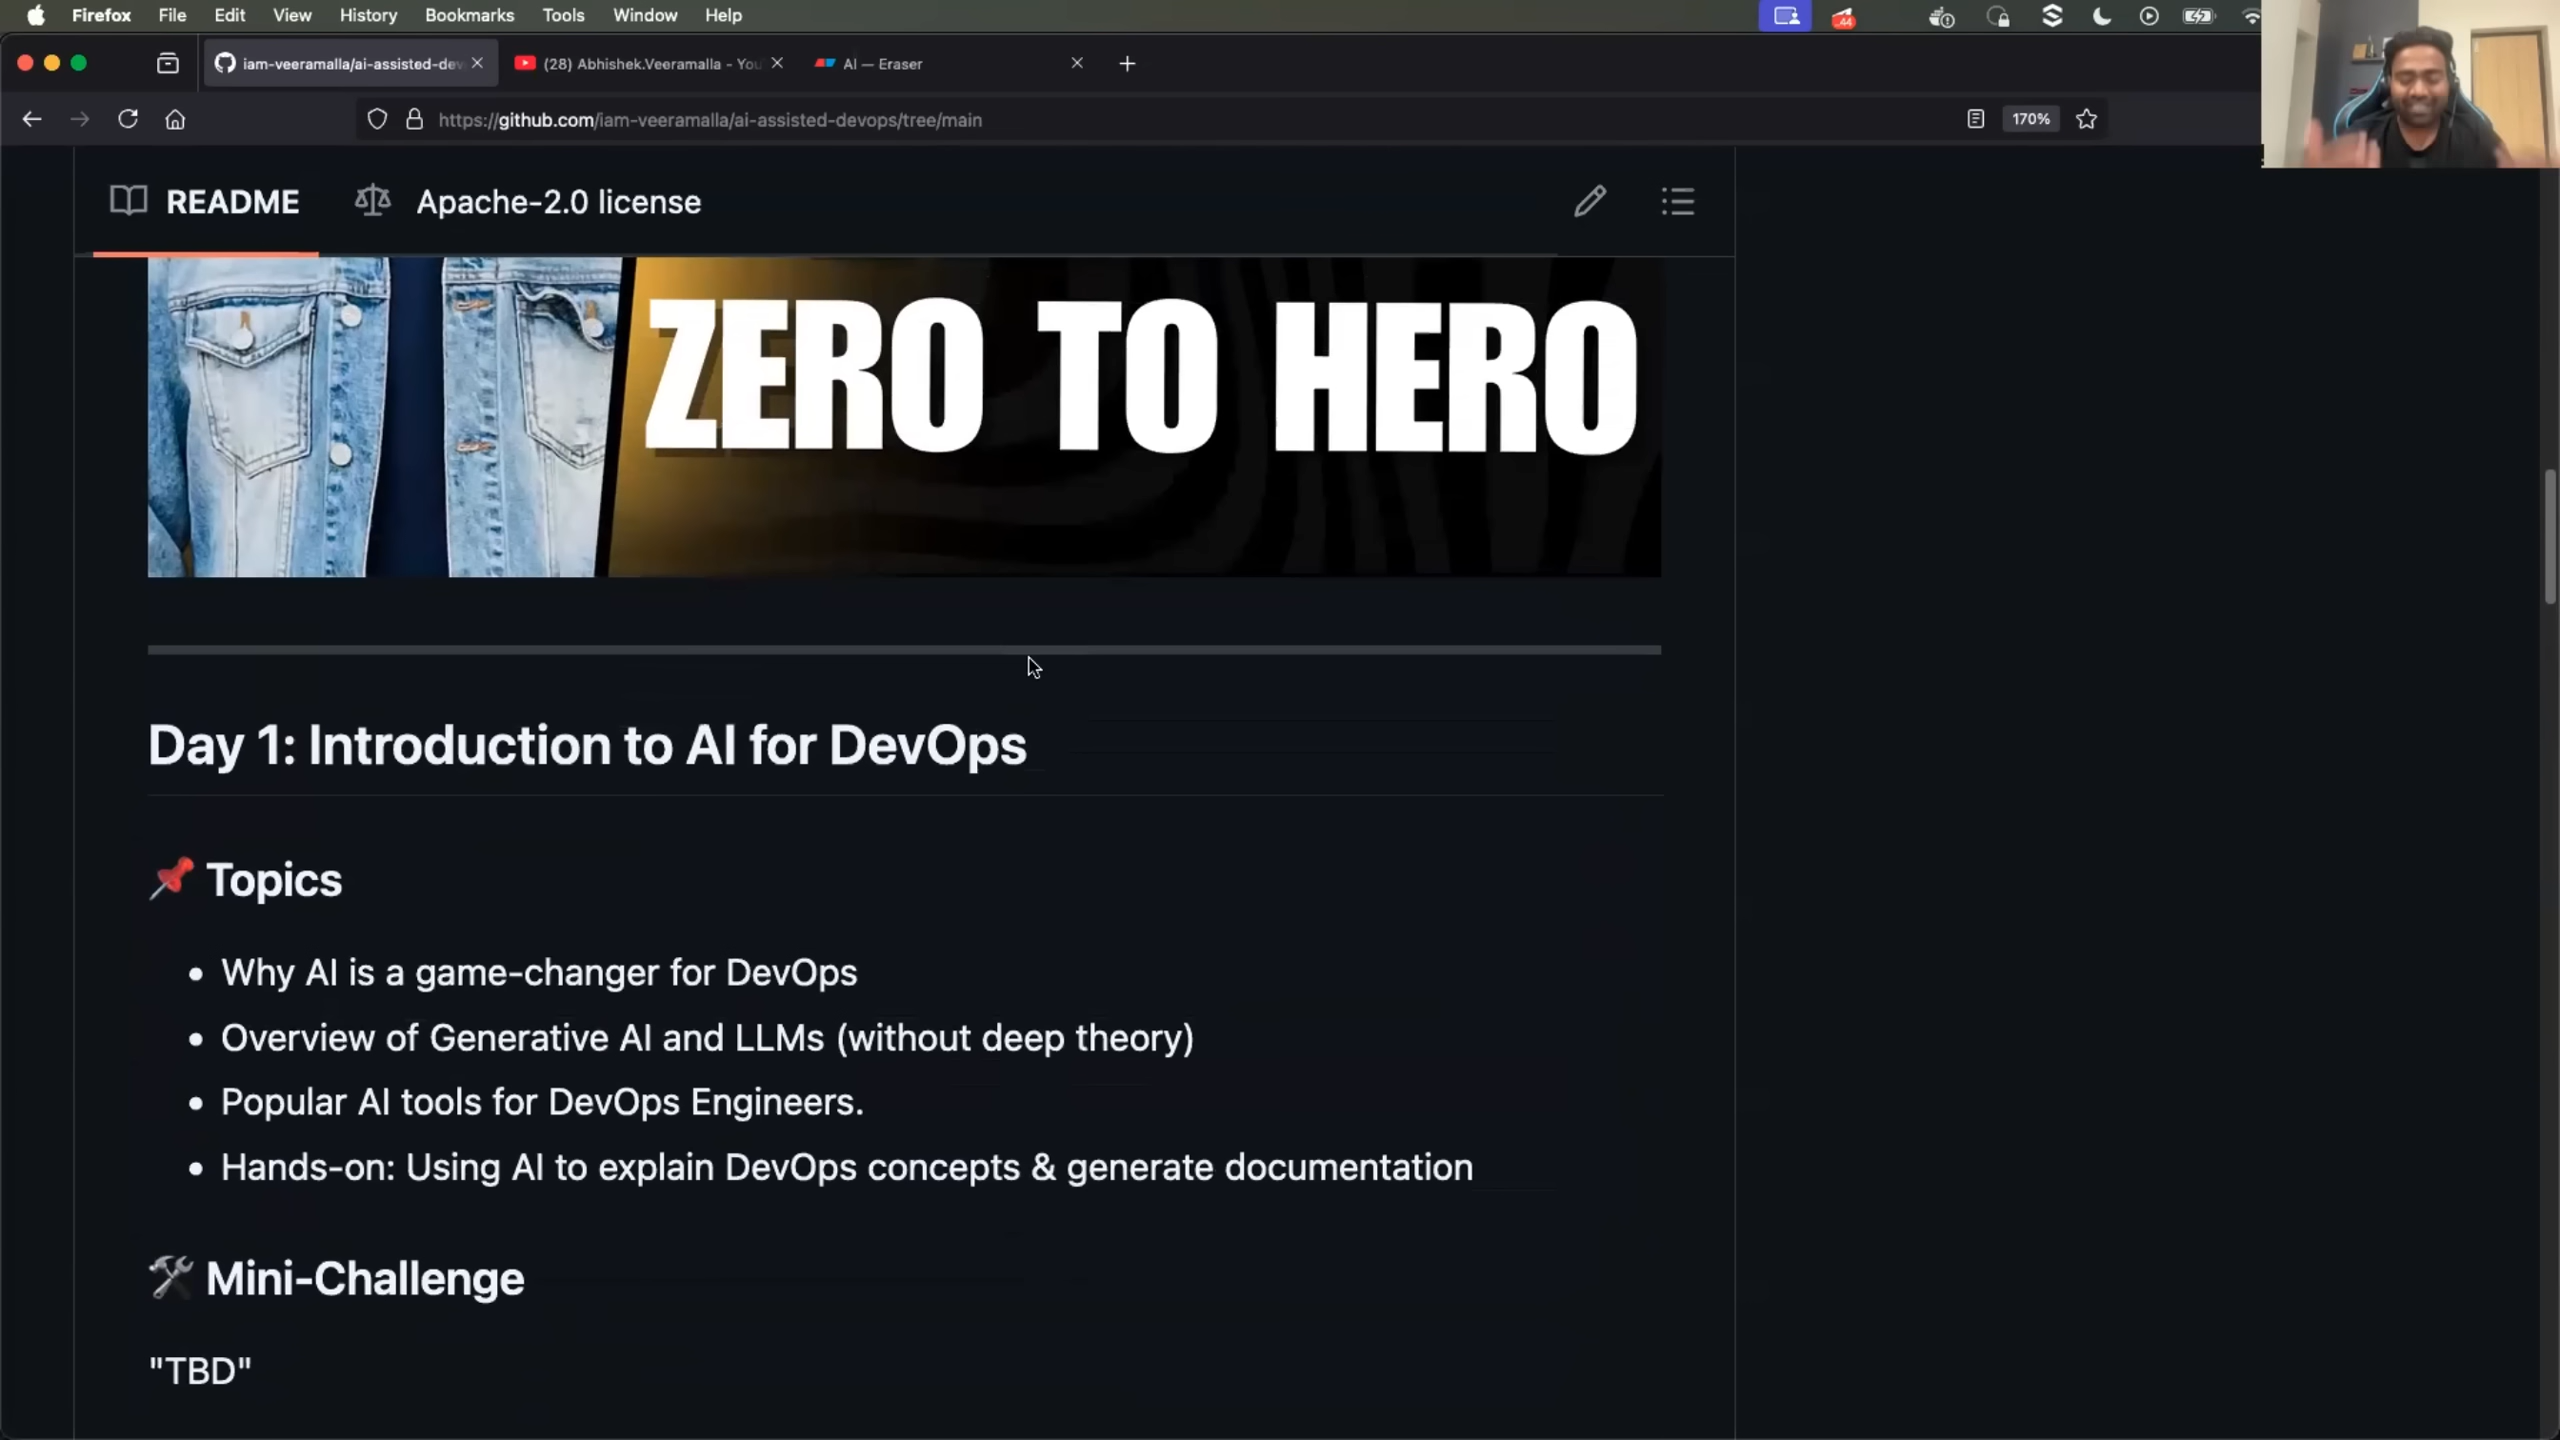 Firefox File Edit View History Bookmarks Tools Window Help
44
iam-veeramalla/ai-assisted-dev
(28) Abhishek.Veeramalla - You
AI — Eraser
https://github.com/iam-veeramalla/ai-assisted-devops/tree/main
170%
README
Apache-2.0 license
ZERO TO HERO
Day 1: Introduction to AI for DevOps
Topics
• Why AI is a game-changer for DevOps
• Overview of Generative AI and LLMs (without deep theory)
• Popular AI tools for DevOps Engineers.
• Hands-on: Using AI to explain DevOps concepts & generate documentation
Mini-Challenge
"TBD"